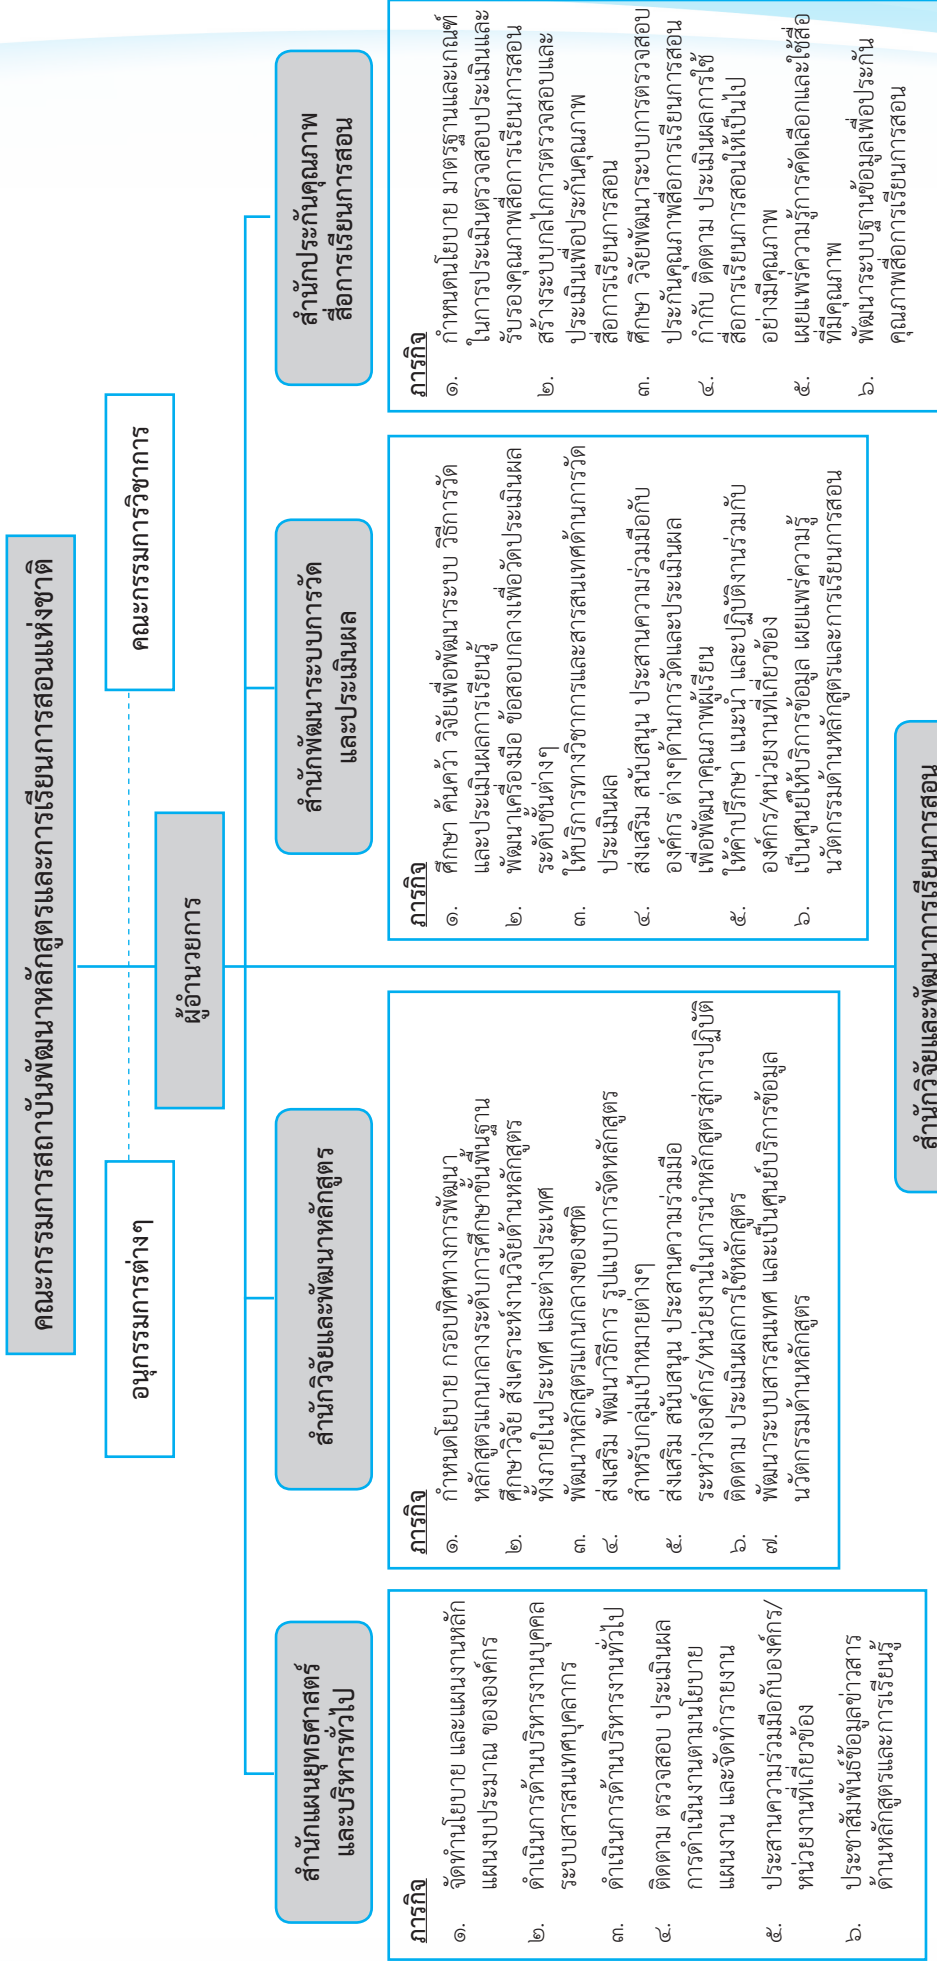 คณะกรรมการสถาบันพัฒนาหลักสูตรและการเรียนการสอนแห่งชาติ
อนุกรรมการต่างๆ
คณะกรรมการวิชาการ
ผู้อำนวยการ
สำนักแผนยุทธศาสตร์
และบริหารทั่วไป
ภารกิจ
๑. จัดทำนโยบาย และแผนงานหลัก
แผนงบประมาณ ขององค์กร
๒. ดำเนินการด้านบริหารงานบุคคล
ระบบสารสนเทศบุคลากร
๓. ดำเนินการด้านบริหารงานทั่วไป
๔. ติดตาม ตรวจสอบ ประเมินผล
การดำเนินงานตามนโยบาย
แผนงาน และจัดทำรายงาน
๕. ประสานความร่วมมือกับองค์กร/
หน่วยงานที่เกี่ยวข้อง
๖. ประชาสัมพันธ์ข้อมูลข่าวสาร
ด้านหลักสูตรและการเรียนรู้
สำนักวิจัยและพัฒนาหลักสูตร
ภารกิจ
๑. กำหนดโยบาย กรอบทิศทางการพัฒนา
หลักสูตรแกนกลางระดับการศึกษาขั้นพื้นฐาน
๒. ศึกษาวิจัย สังเคราะห์งานวิจัยด้านหลักสูตร
ทั้งภายในประเทศ และต่างประเทศ
๓. พัฒนาหลักสูตรแกนกลางของชาติ
๔. ส่งเสริม พัฒนาวิธีการ รูปแบบการจัดหลักสูตร
สำหรับกลุ่มเป้าหมายต่างๆ
๕. ส่งเสริม สนับสนุน ประสานความร่วมมือ
ระหว่างองค์กร/หน่วยงานในการนำหลักสูตรสู่การปฏิบัติ
๖. ติดตาม ประเมินผลการใช้หลักสูตร
๗. พัฒนาระบบสารสนเทศ และเป็นศูนย์บริการข้อมูล
นวัตกรรมด้านหลักสูตร
สำนักพัฒนาระบบการวัด
และประเมินผล
ภารกิจ
๑. ศึกษา ค้นคว้า วิจัยเพื่อพัฒนาระบบ วิธีการวัด
และประเมินผลการเรียนรู้
๒. พัฒนาเครื่องมือ ข้อสอบกลางเพื่อวัดประเมินผล
ระดับชั้นต่างๆ
๓. ให้บริการทางวิชาการและสารสนเทศด้านการวัด
ประเมินผล
๔. ส่งเสริม สนับสนุน ประสานความร่วมมือกับ
องค์กร ต่างๆด้านการวัดและประเมินผล
เพื่อพัฒนาคุณภาพผู้เรียน
๕. ให้คำปรึกษา แนะนำ และปฏิบัติงานร่วมกับ
องค์กร/หน่วยงานที่เกี่ยวข้อง
๖. เป็นศูนย์ให้บริการข้อมูล เผยแพร่ความรู้
นวัตกรรมด้านหลักสูตรและการเรียนการสอน
สำนักประกันคุณภาพ
สื่อการเรียนการสอน
ภารกิจ
๑. กำหนดนโยบาย มาตรฐานและเกณฑ์
ในการประเมินตรวจสอบประเมินและ
รับรองคุณภาพสื่อการเรียนการสอน
๒. สร้างระบบกลไกการตรวจสอบและ
ประเมินเพื่อประกันคุณภาพ
สื่อการเรียนการสอน
๓. ศึกษา วิจัยพัฒนาระบบการตรวจสอบ
ประกันคุณภาพสื่อการเรียนการสอน
๔. กำกับ ติดตาม ประเมินผลการใช้
สื่อการเรียนการสอนให้เป็นไป
อย่างมีคุณภาพ
๕. เผยแพร่ความรู้การคัดเลือกและใช้สื่อ
ที่มีคุณภาพ
๖. พัฒนาระบบฐานข้อมูลเพื่อประกัน
คุณภาพสื่อการเรียนการสอน
สำนักวิจัยและพัฒนาการเรียนการสอน